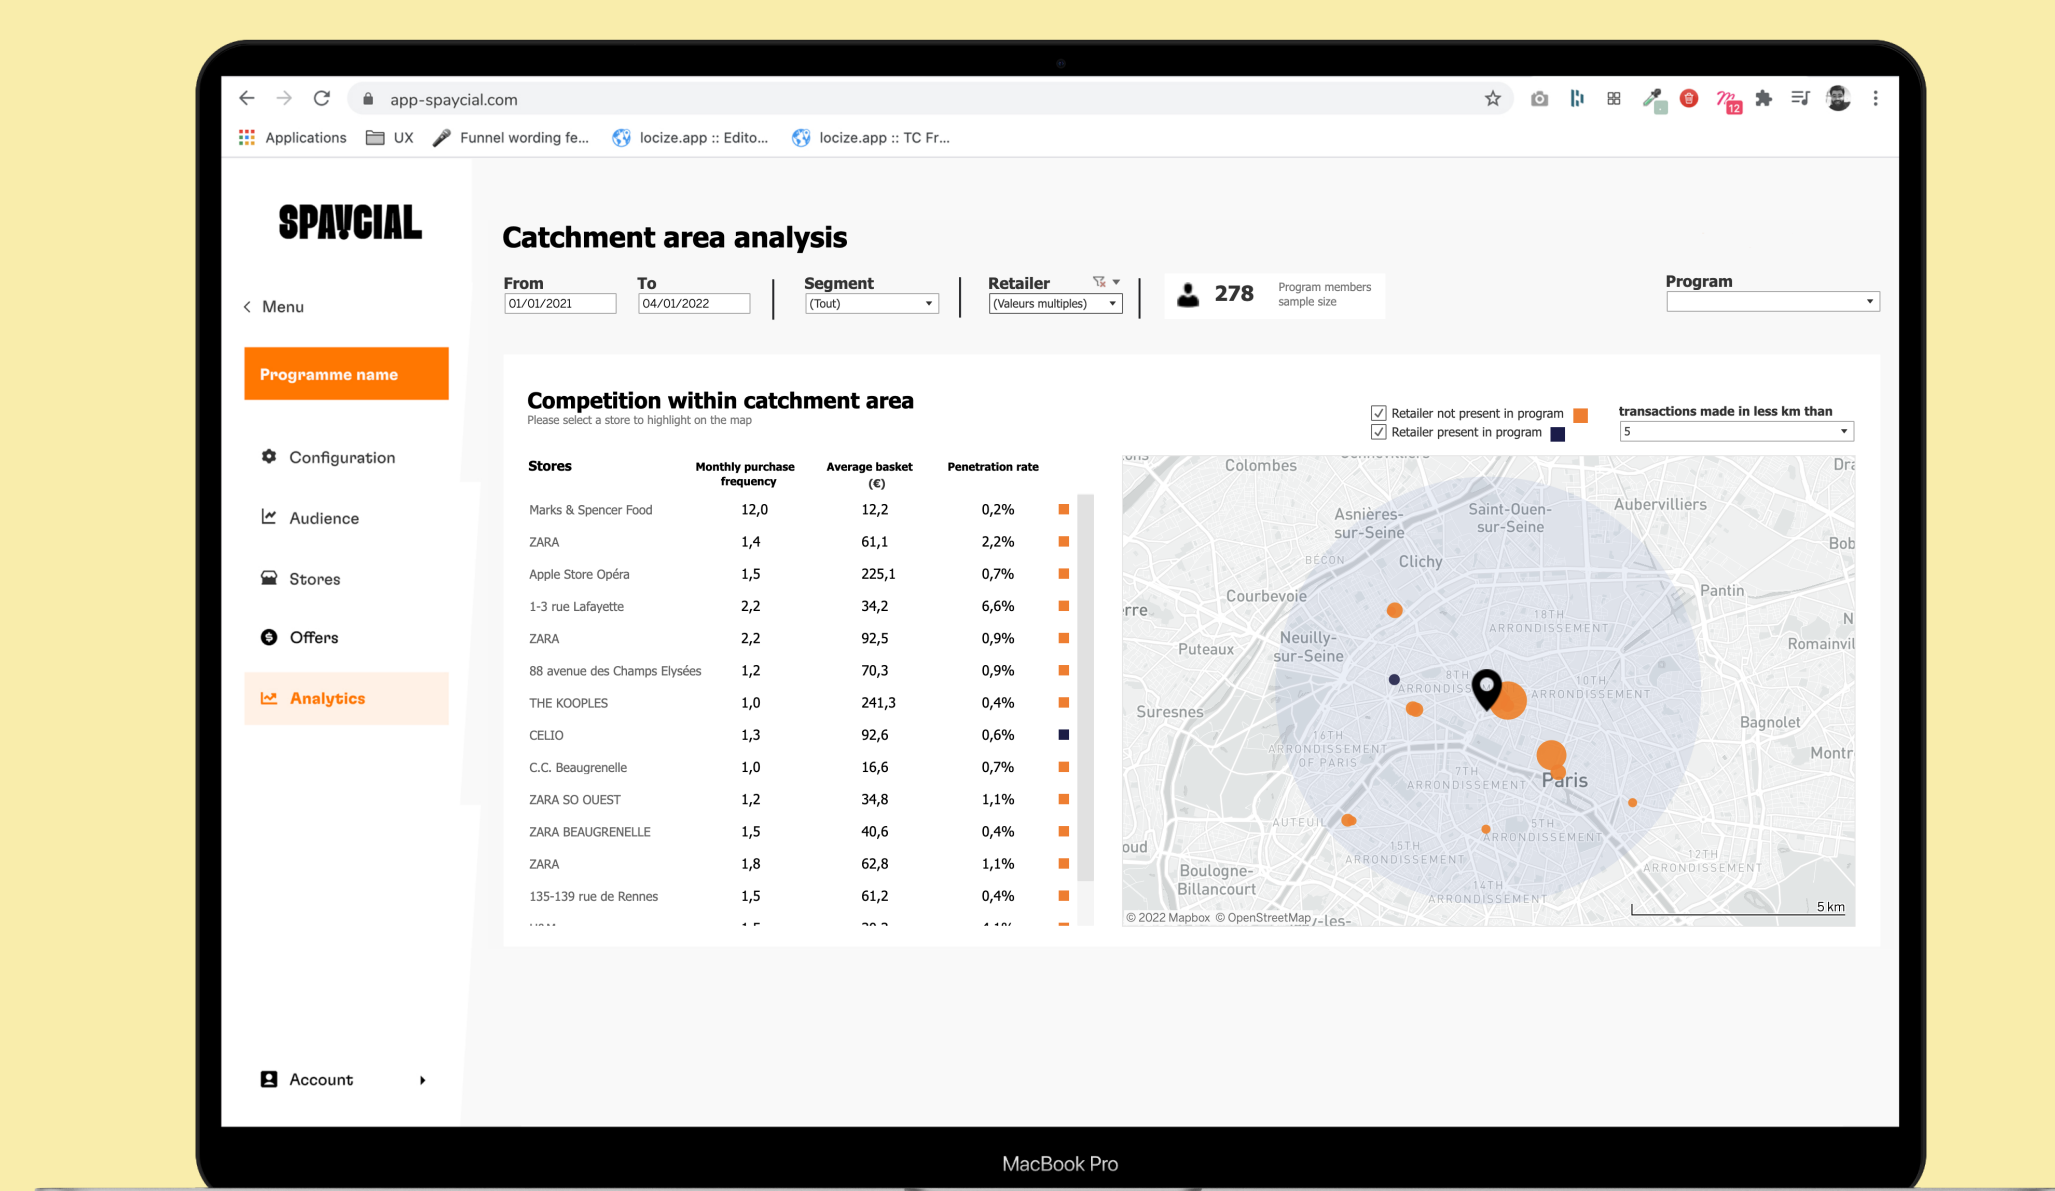 app-spaycial.com
12
Applications
UX
Funnel wording fe...
locize.app :: Edito...
locize.app :: TC Fr...
SPAYCIAL
Catchment area analysis
From
To
Segment
Retailer
Program
01/01/2021
04/01/2022
(Tout)
(Valeurs multiples)
278
Program members
sample size
Menu
Programme name
Configuration
Audience
Stores
Offers
Analytics
Account
Competition within catchment area
Please select a store to highlight on the map
Retailer not present in program
Retailer present in program
transactions made in less km than
5
Stores
Monthly purchase
frequency
Average basket
(€)
Penetration rate
Marks & Spencer Food 12,0 12,2 0,2%
ZARA 1,4 61,1 2,2%
Apple Store Opéra 1,5 225,1 0,7%
1-3 rue Lafayette 2,2 34,2 6,6%
ZARA 2,2 92,5 0,9%
88 avenue des Champs Elysées 1,2 70,3 0,9%
THE KOOPLES 1,0 241,3 0,4%
CELIO 1,3 92,6 0,6%
C.C. Beaugrenelle 1,0 16,6 0,7%
ZARA SO OUEST 1,2 34,8 1,1%
ZARA BEAUGRENELLE 1,5 40,6 0,4%
ZARA 1,8 62,8 1,1%
135-139 rue de Rennes 1,5 61,2 0,4%
Colombes
Dra
Asnières-
sur-Seine
Saint-Ouen-
sur-Seine
Aubervilliers
Bob
BÉCON
Clichy
Courbevoie
Pantin
erre
18TH
ARRONDISSEMENT
N
Romainvil
Puteaux
Neuilly-
sur-Seine
8TH
ARRONDISS
10TH
ARRONDISSEMENT
Suresnes
Bagnolet
16TH
ARRONDISSEMENT
OF PARIS
Montr
7TH
ARRONDISSEMENT
Paris
AUTEUIL
5TH
ARRONDISSEMENT
oud
15TH
ARRONDISSEMENT
12TH
ARRONDISSEMENT
Boulogne-
Billancourt
14TH
ARRONDISSEMENT
5 km
© 2022 Mapbox © OpenStreetMap
y-les-
MacBook Pro